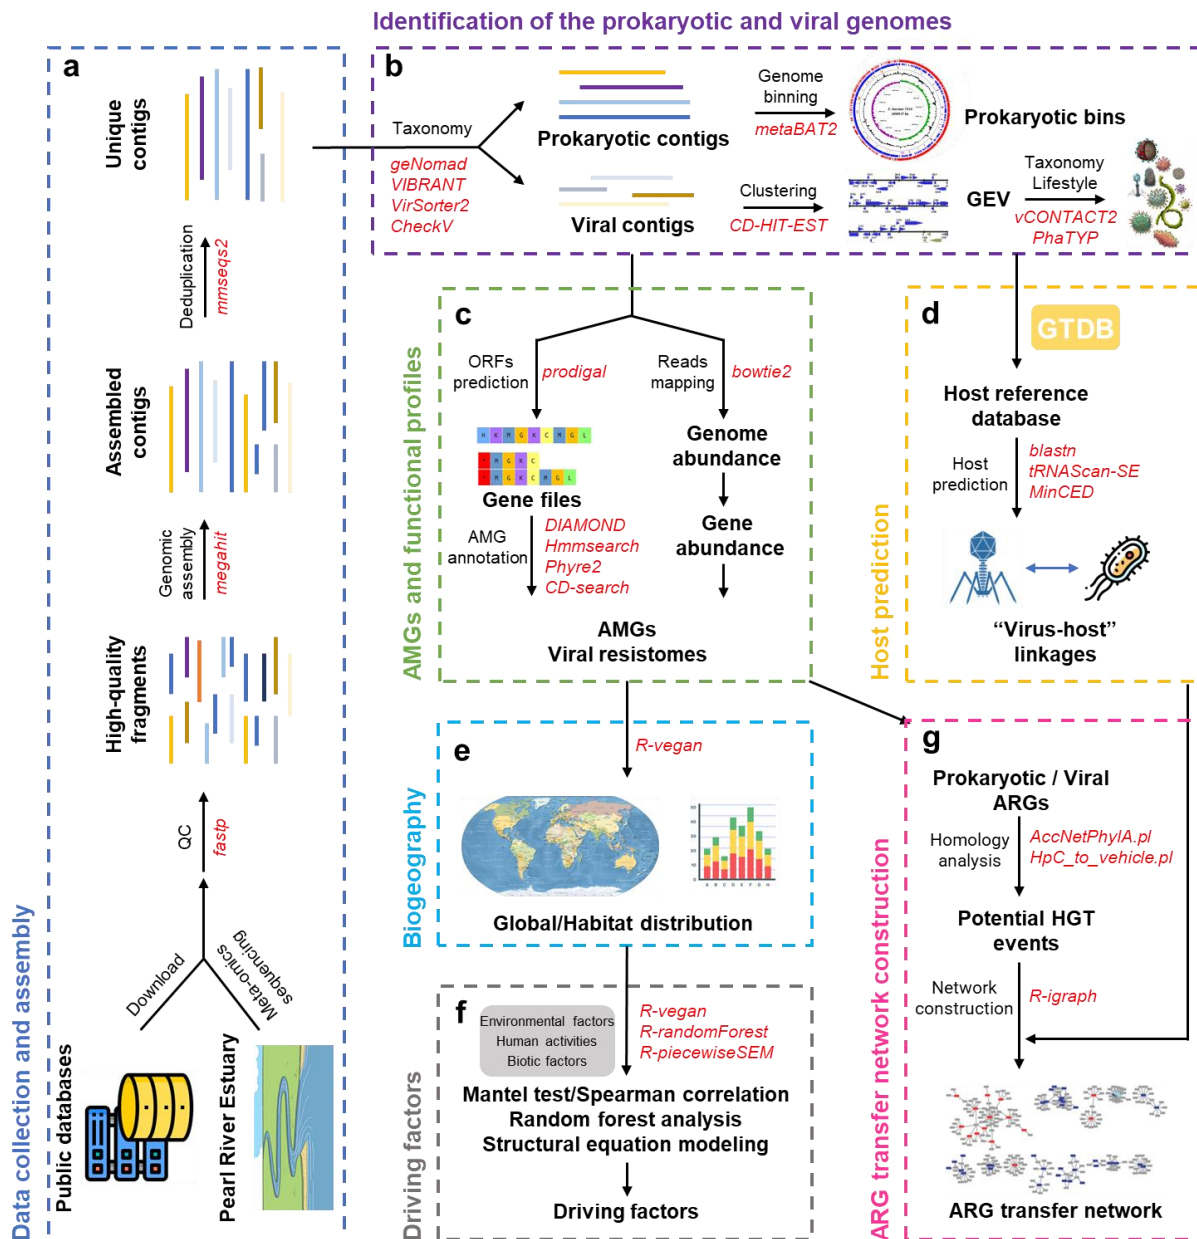 Identification of the prokaryotic and viral genomes
a
Unique
contigs
Deduplication
mmseqs2
Assembled
contigs
Genomic
assembly
megahit
High-quality
fragments
QC
fastp
Download
Meta-omics
sequencing
Public databases
Pearl River Estuary
Data collection and assembly
b
Taxonomy
geNomad
VIBRANT
VirSorter2
CheckV
Prokaryotic contigs
Viral contigs
Genome
binning
metaBAT2
Clustering
CD-HIT-EST
Prokaryotic bins
GEV
Taxonomy
Lifestyle
vCONTACT2
PhaTYP
c
AMGs and functional profiles
ORFs
prediction
prodigal
Reads
mapping
bowtie2
H K M G K C M G L
M G K C
M G K C M G L
Gene files
Genome
abundance
AMG
annotation
DIAMOND
Hmmsearch
Phyre2
CD-search
Gene
abundance
AMGs
Viral resistomes
d
Host prediction
GTDB
Host reference
database
Host
prediction
blastn
tRNAScan-SE
MinCED
“Virus-host”
linkages
e
Biogeography
R-vegan
Global/Habitat distribution
f
Driving factors
Environmental factors
Human activities
Biotic factors
R-vegan
R-randomForest
R-piecewiseSEM
Mantel test/Spearman correlation
Random forest analysis
Structural equation modeling
Driving factors
g
ARG transfer network construction
Prokaryotic / Viral
ARGs
Homology
analysis
AccNetPhylA.pl
HpC_to_vehicle.pl
Potential HGT
events
Network
construction
R-igraph
ARG transfer network